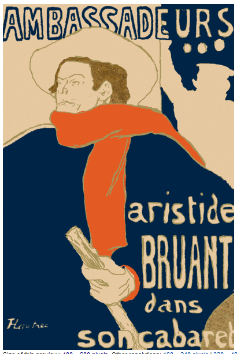 AMBASSADEURS
aristide
BRUANT
dans
son cabaret